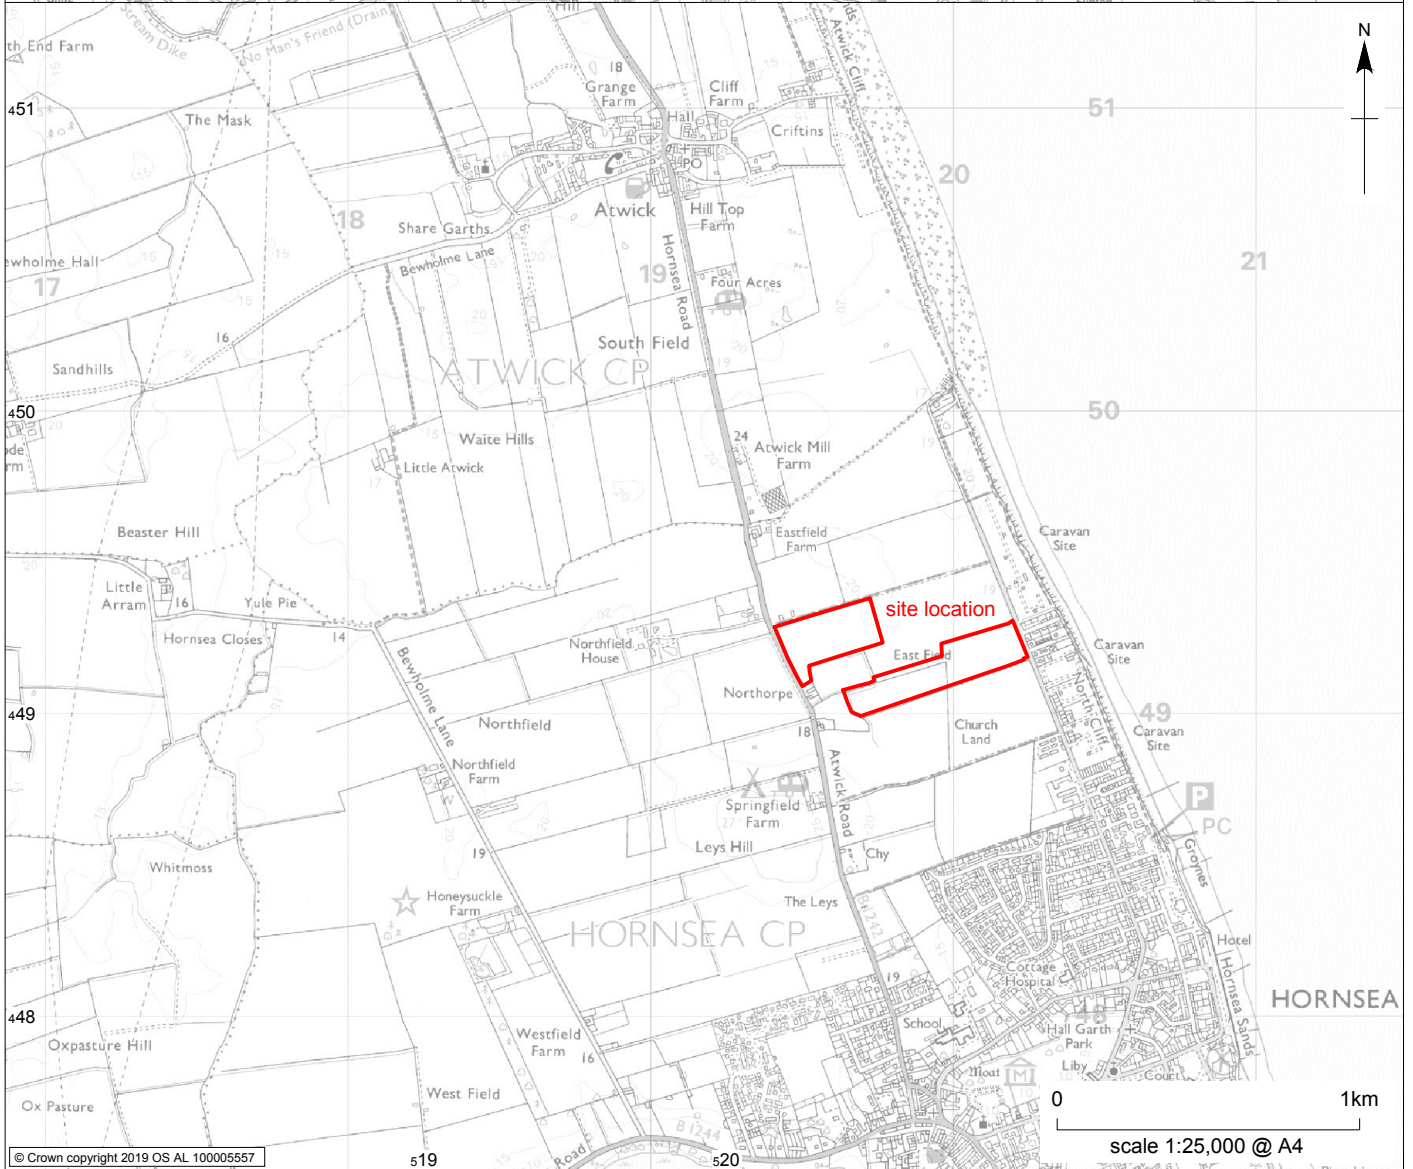 N
No Man's Friend (Drain)
Stream Dike
th End Farm
Hill
18
Grange
Farm
Cliff
Farm
Atwick Cliff
451
51
The Mask
Hall
Criftins
PO
20
18
Share Garths
Atwick
Hill Top
Farm
ewholme Hall
Bewholme Lane
Hornsea Road
17
19
21
Four Acres
16
South Field
Sandhills
ATWICK CP
450
50
Waite Hills
24
Atwick Mill
Farm
Little Atwick
17
Beaster Hill
Eastfield
Farm
Caravan
Site
Little
Arram
16
Yule Pie
site location
Hornsea Closes
14
Northfield
House
East Field
Caravan
Site
Bewholme Lane
Northorpe
North Cliff
449
49
Northfield
18
Church
Land
Caravan
Site
Northfield
Farm
W
Atwick Road
Springfield
Farm
27
P
PC
Leys Hill
19
Chy
Groynes
Whitmoss
Honeysuckle
Farm
The Leys
B1242
HORNSEA CP
Hotel
19
Cottage
Hospital
Hornsea Sands
HORNSEA
448
48
School
Hall Garth
Park
Oxpasture Hill
Westfield
Farm
16
Moat
M
Liby
Court
West Field
Ox Pasture
0
1km
B 1244
scale 1:25,000 @ A4
Road
© Crown copyright 2019 OS AL 100005557
519
520